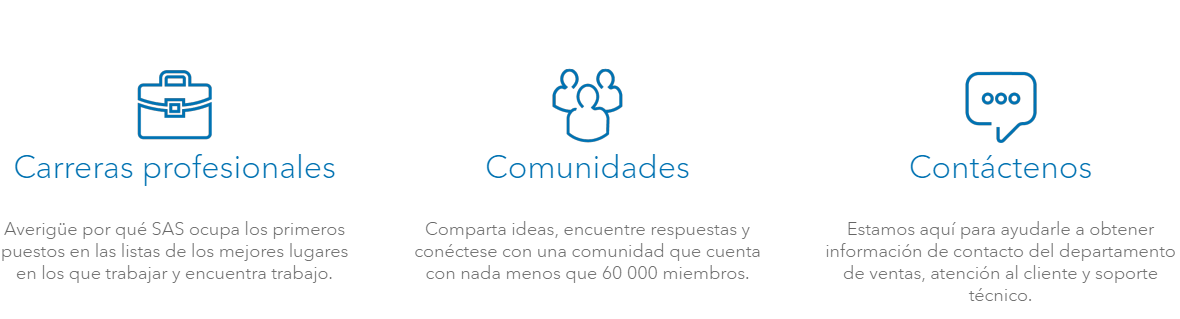 Carreras profesionales
Averigüe por qué SAS ocupa los primeros
puestos en las listas de los mejores lugares
en los que trabajar y encuentra trabajo.
Comunidades
Comparta ideas, encuentre respuestas y
conéctese con una comunidad que cuenta
con nada menos que 60 000 miembros.
Contáctenos
Estamos aquí para ayudarle a obtener
información de contacto del departamento
de ventas, atención al cliente y soporte
técnico.